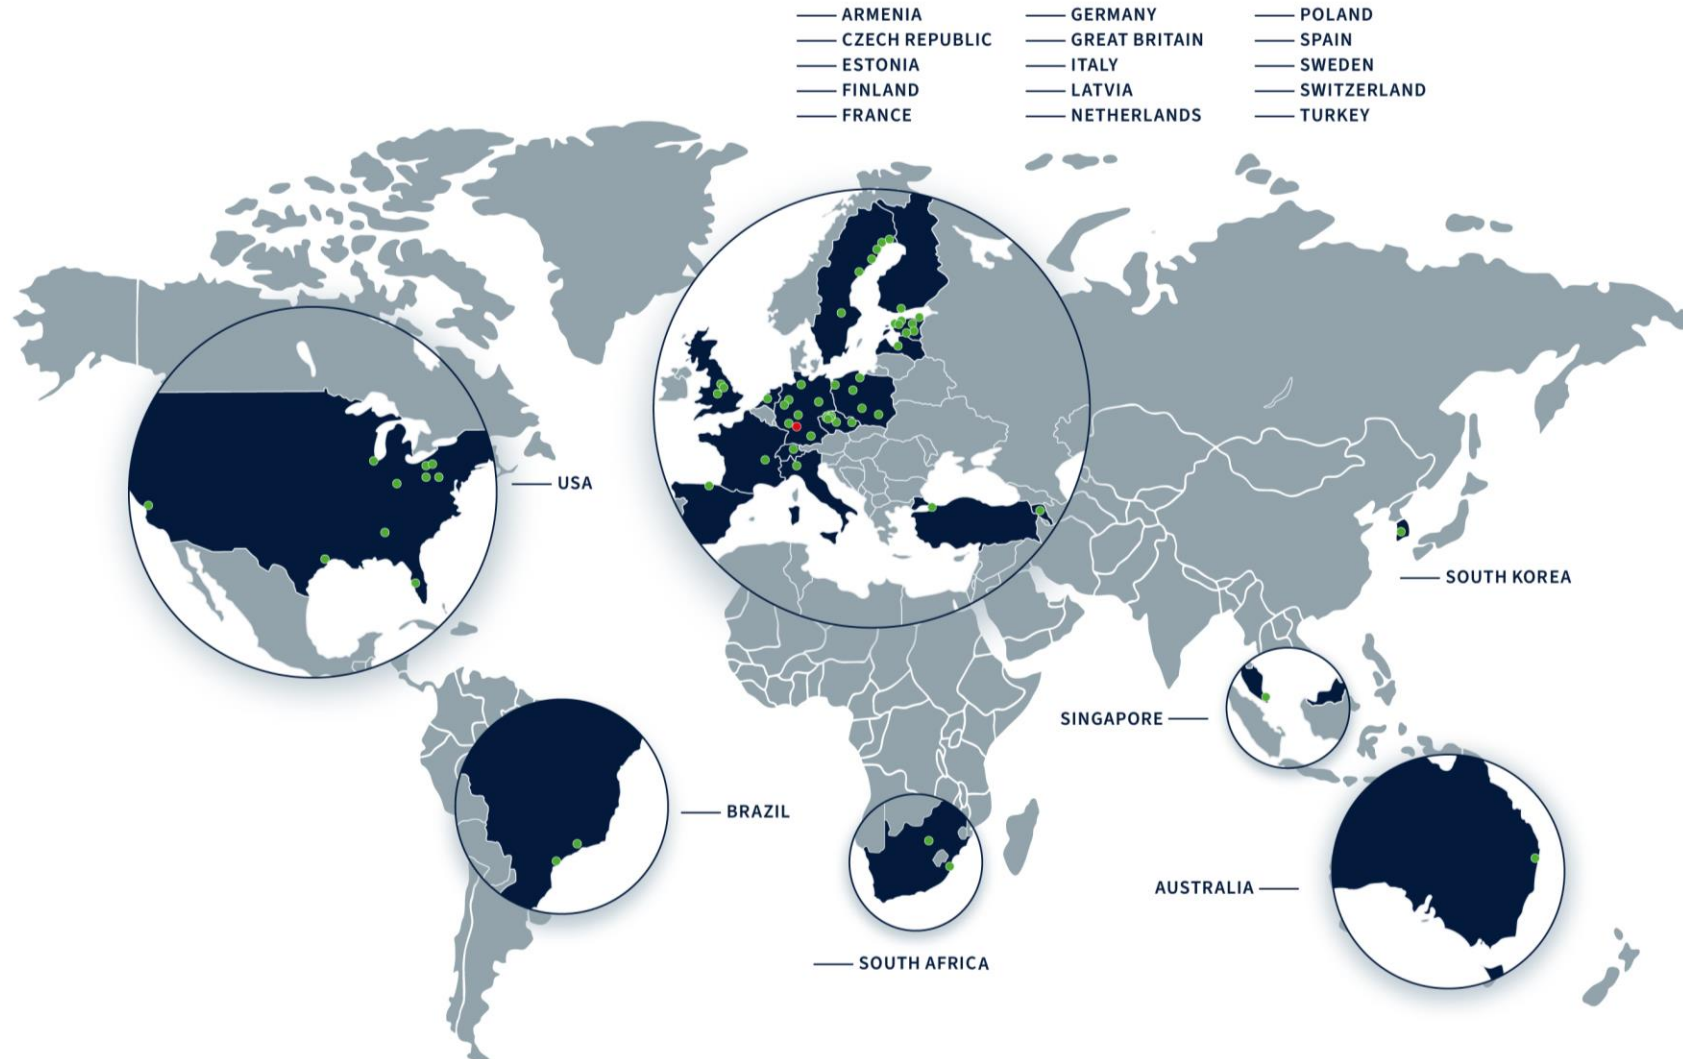 ARMENIA
CZECH REPUBLIC
ESTONIA
FINLAND
FRANCE
GERMANY
GREAT BRITAIN
ITALY
LATVIA
NETHERLANDS
POLAND
SPAIN
SWEDEN
SWITZERLAND
TURKEY
USA
SOUTH KOREA
SINGAPORE
BRAZIL
AUSTRALIA
SOUTH AFRICA